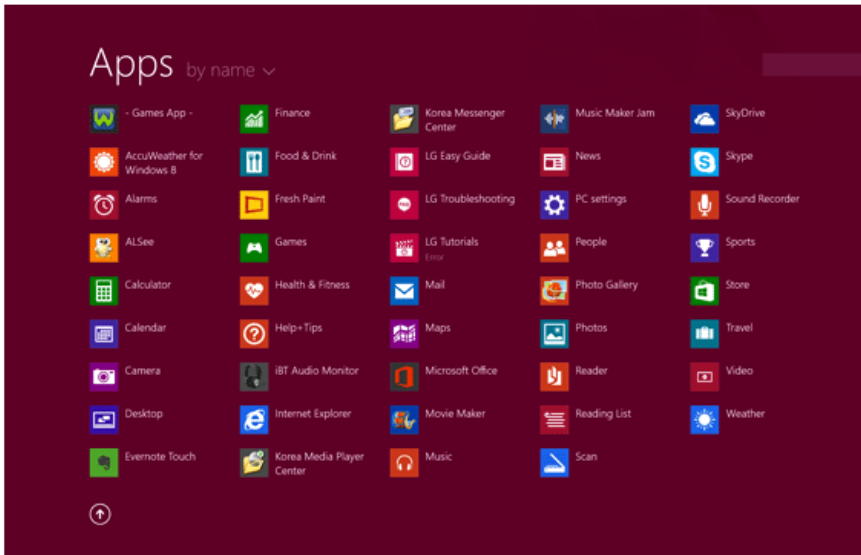 Apps by name
- Games App -
AccuWeather for
Windows 8
Alarms
ALSee
Calculator
Calendar
Camera
Desktop
Evernote Touch
Finance
Food & Drink
Fresh Paint
Games
Health & Fitness
Help+Tips
iBT Audio Monitor
Internet Explorer
Korea Media Player
Center
Korea Messenger
Center
LG Easy Guide
LG Troubleshooting
LG Tutorials
Error
Mail
Maps
Microsoft Office
Movie Maker
Music
Music Maker Jam
News
PC settings
People
Photo Gallery
Photos
Reader
Reading List
Scan
SkyDrive
Skype
Sound Recorder
Sports
Store
Travel
Video
Weather